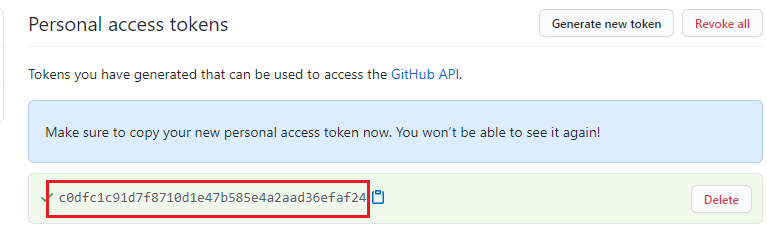 Personal access tokens
Generate new token
Revoke all
Tokens you have generated that can be used to access the GitHub API.
Make sure to copy your new personal access token now. You won't be able to see it again!
c0dfc1c91d7f8710d1e47b585e4a2aad36efaf24
Delete